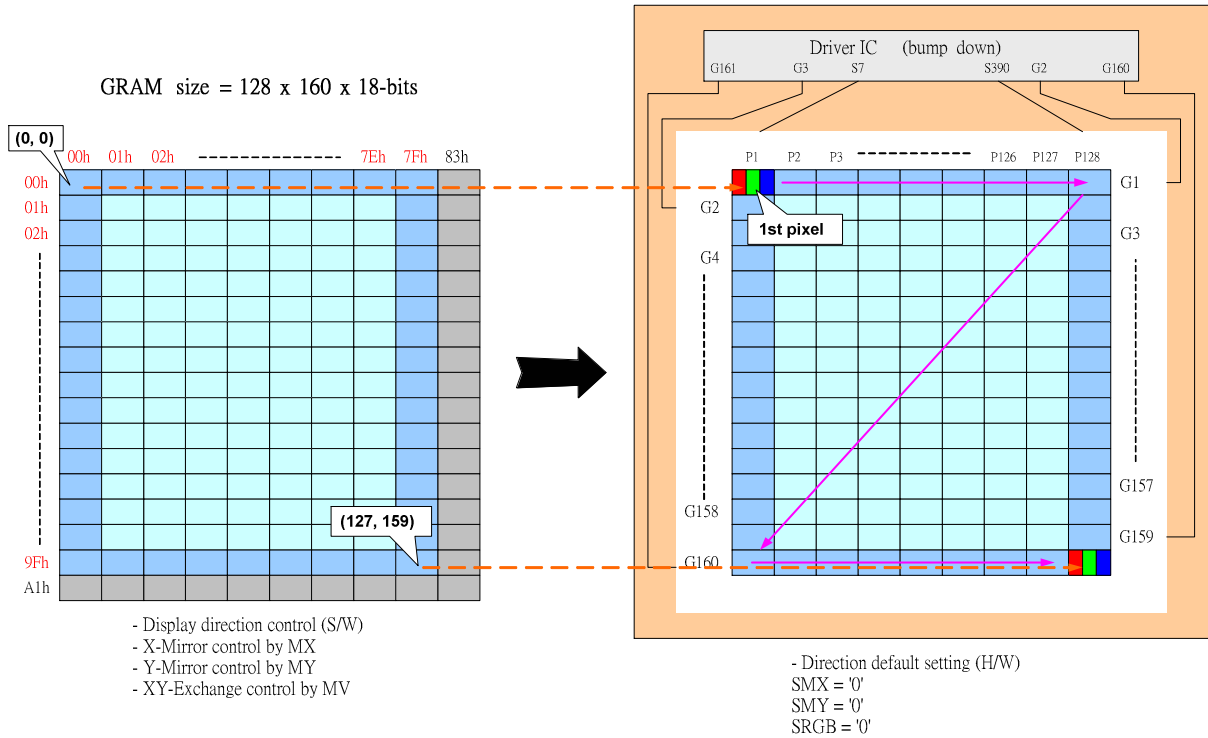 GRAM size = 128 x 160 x 18-bits
(0, 0)
00h 01h 02h 7Eh 7Fh 83h
00h
01h
02h
9Fh
A1h
(127, 159)
- Display direction control (S/W)
- X-Mirror control by MX
- Y-Mirror control by MY
- XY-Exchange control by MV
Driver IC (bump down)
G161 G3 S7 S390 G2 G160
P1 P2 P3 P126 P127 P128
G1
G2
1st pixel
G3
G4
G157
G158
G159
G160
- Direction default setting (H/W)
SMX = '0'
SMY = '0'
SRGB = '0'